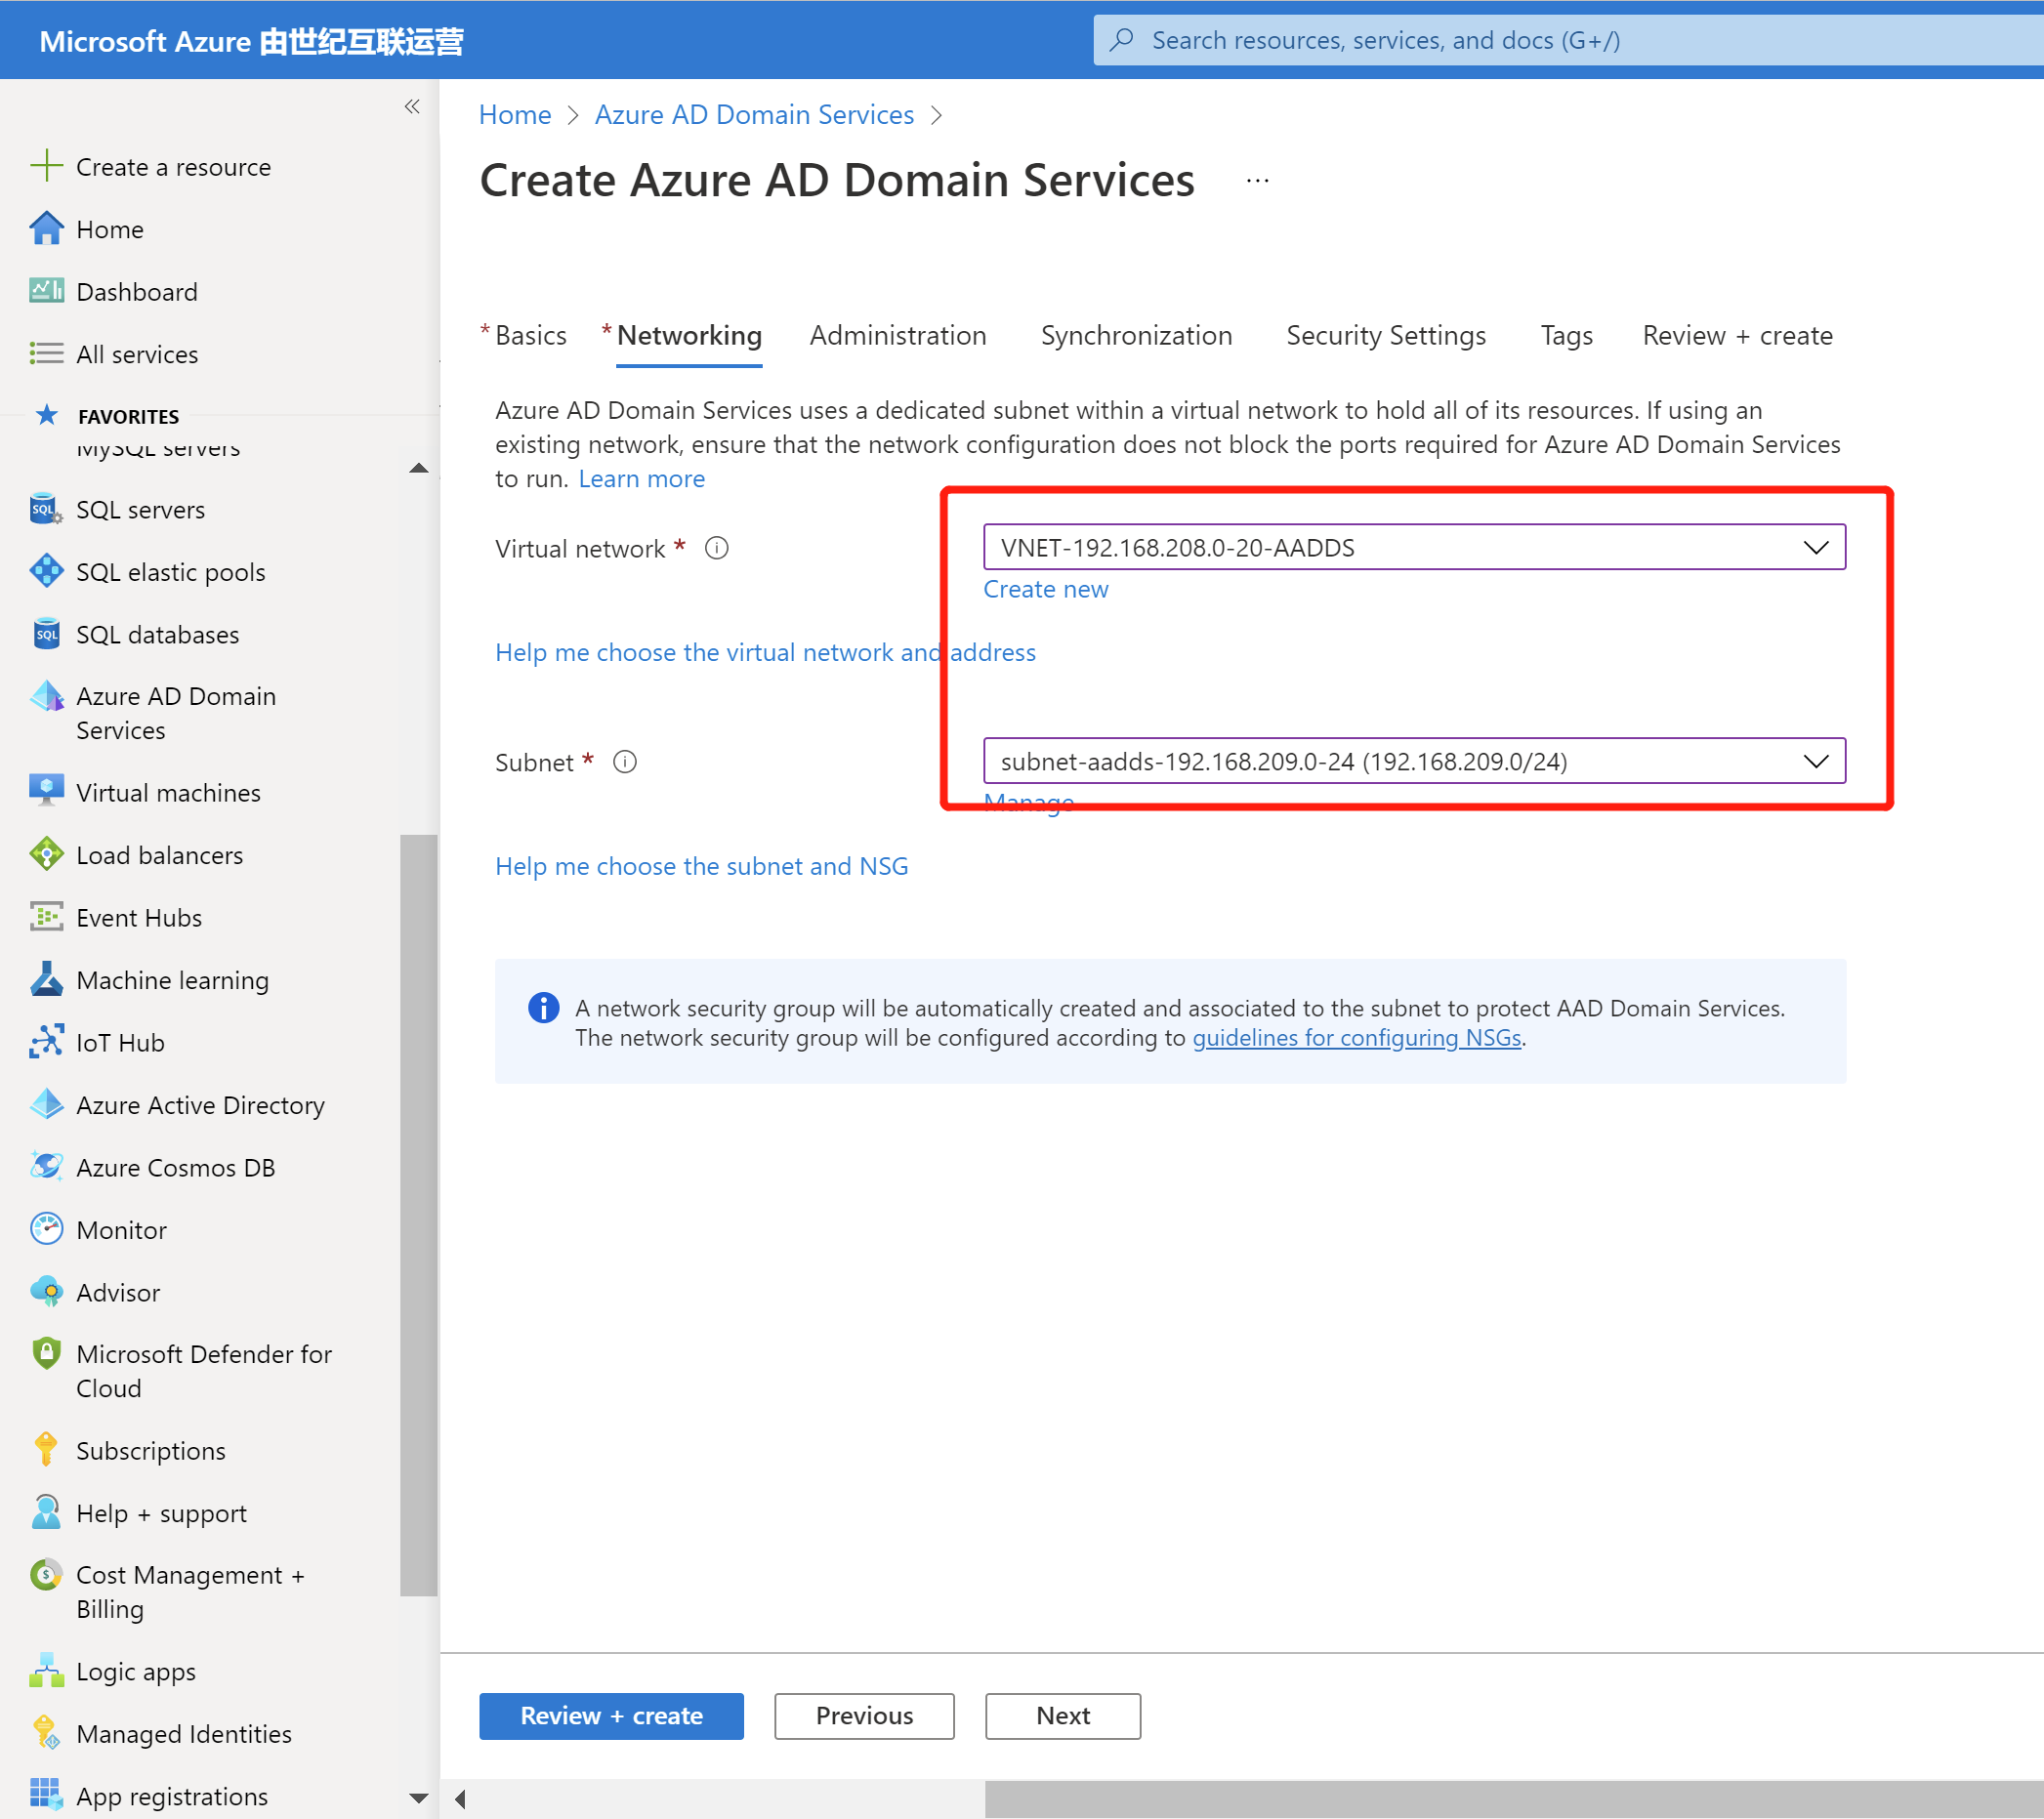 Microsoft Azure 由世纪互联运营
Search resources, services, and docs (G+/)
Create a resource
Home
Dashboard
All services
FAVORITES
MySQL servers
SQL servers
SQL elastic pools
SQL databases
Azure AD Domain
Services
Virtual machines
Load balancers
Event Hubs
Machine learning
IoT Hub
Azure Active Directory
Azure Cosmos DB
Monitor
Advisor
Microsoft Defender for
Cloud
Subscriptions
Help + support
Cost Management +
Billing
Logic apps
Managed Identities
App registrations
Home > Azure AD Domain Services >
Create Azure AD Domain Services ...
* Basics * Networking Administration Synchronization Security Settings Tags Review + create
Azure AD Domain Services uses a dedicated subnet within a virtual network to hold all of its resources. If using an
existing network, ensure that the network configuration does not block the ports required for Azure AD Domain Services
to run. Learn more
Virtual network * VNET-192.168.208.0-20-AADDS
Create new
Help me choose the virtual network and address
Subnet * subnet-aadds-192.168.209.0-24 (192.168.209.0/24)
Manage
Help me choose the subnet and NSG
A network security group will be automatically created and associated to the subnet to protect AAD Domain Services.
The network security group will be configured according to guidelines for configuring NSGs.
Review + create Previous Next